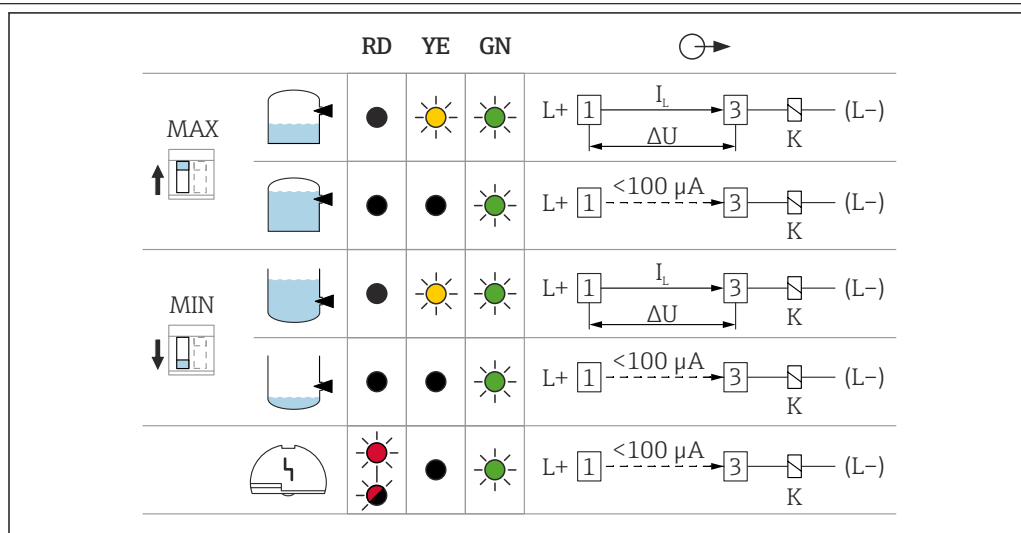 RD YE GN
MAX
L+ 1 I_L 3 (L–)
ΔU K
L+ 1 <100 µA 3 (L–)
K
MIN
L+ 1 I_L 3 (L–)
ΔU K
L+ 1 <100 µA 3 (L–)
K
L+ 1 <100 µA 3 (L–)
K